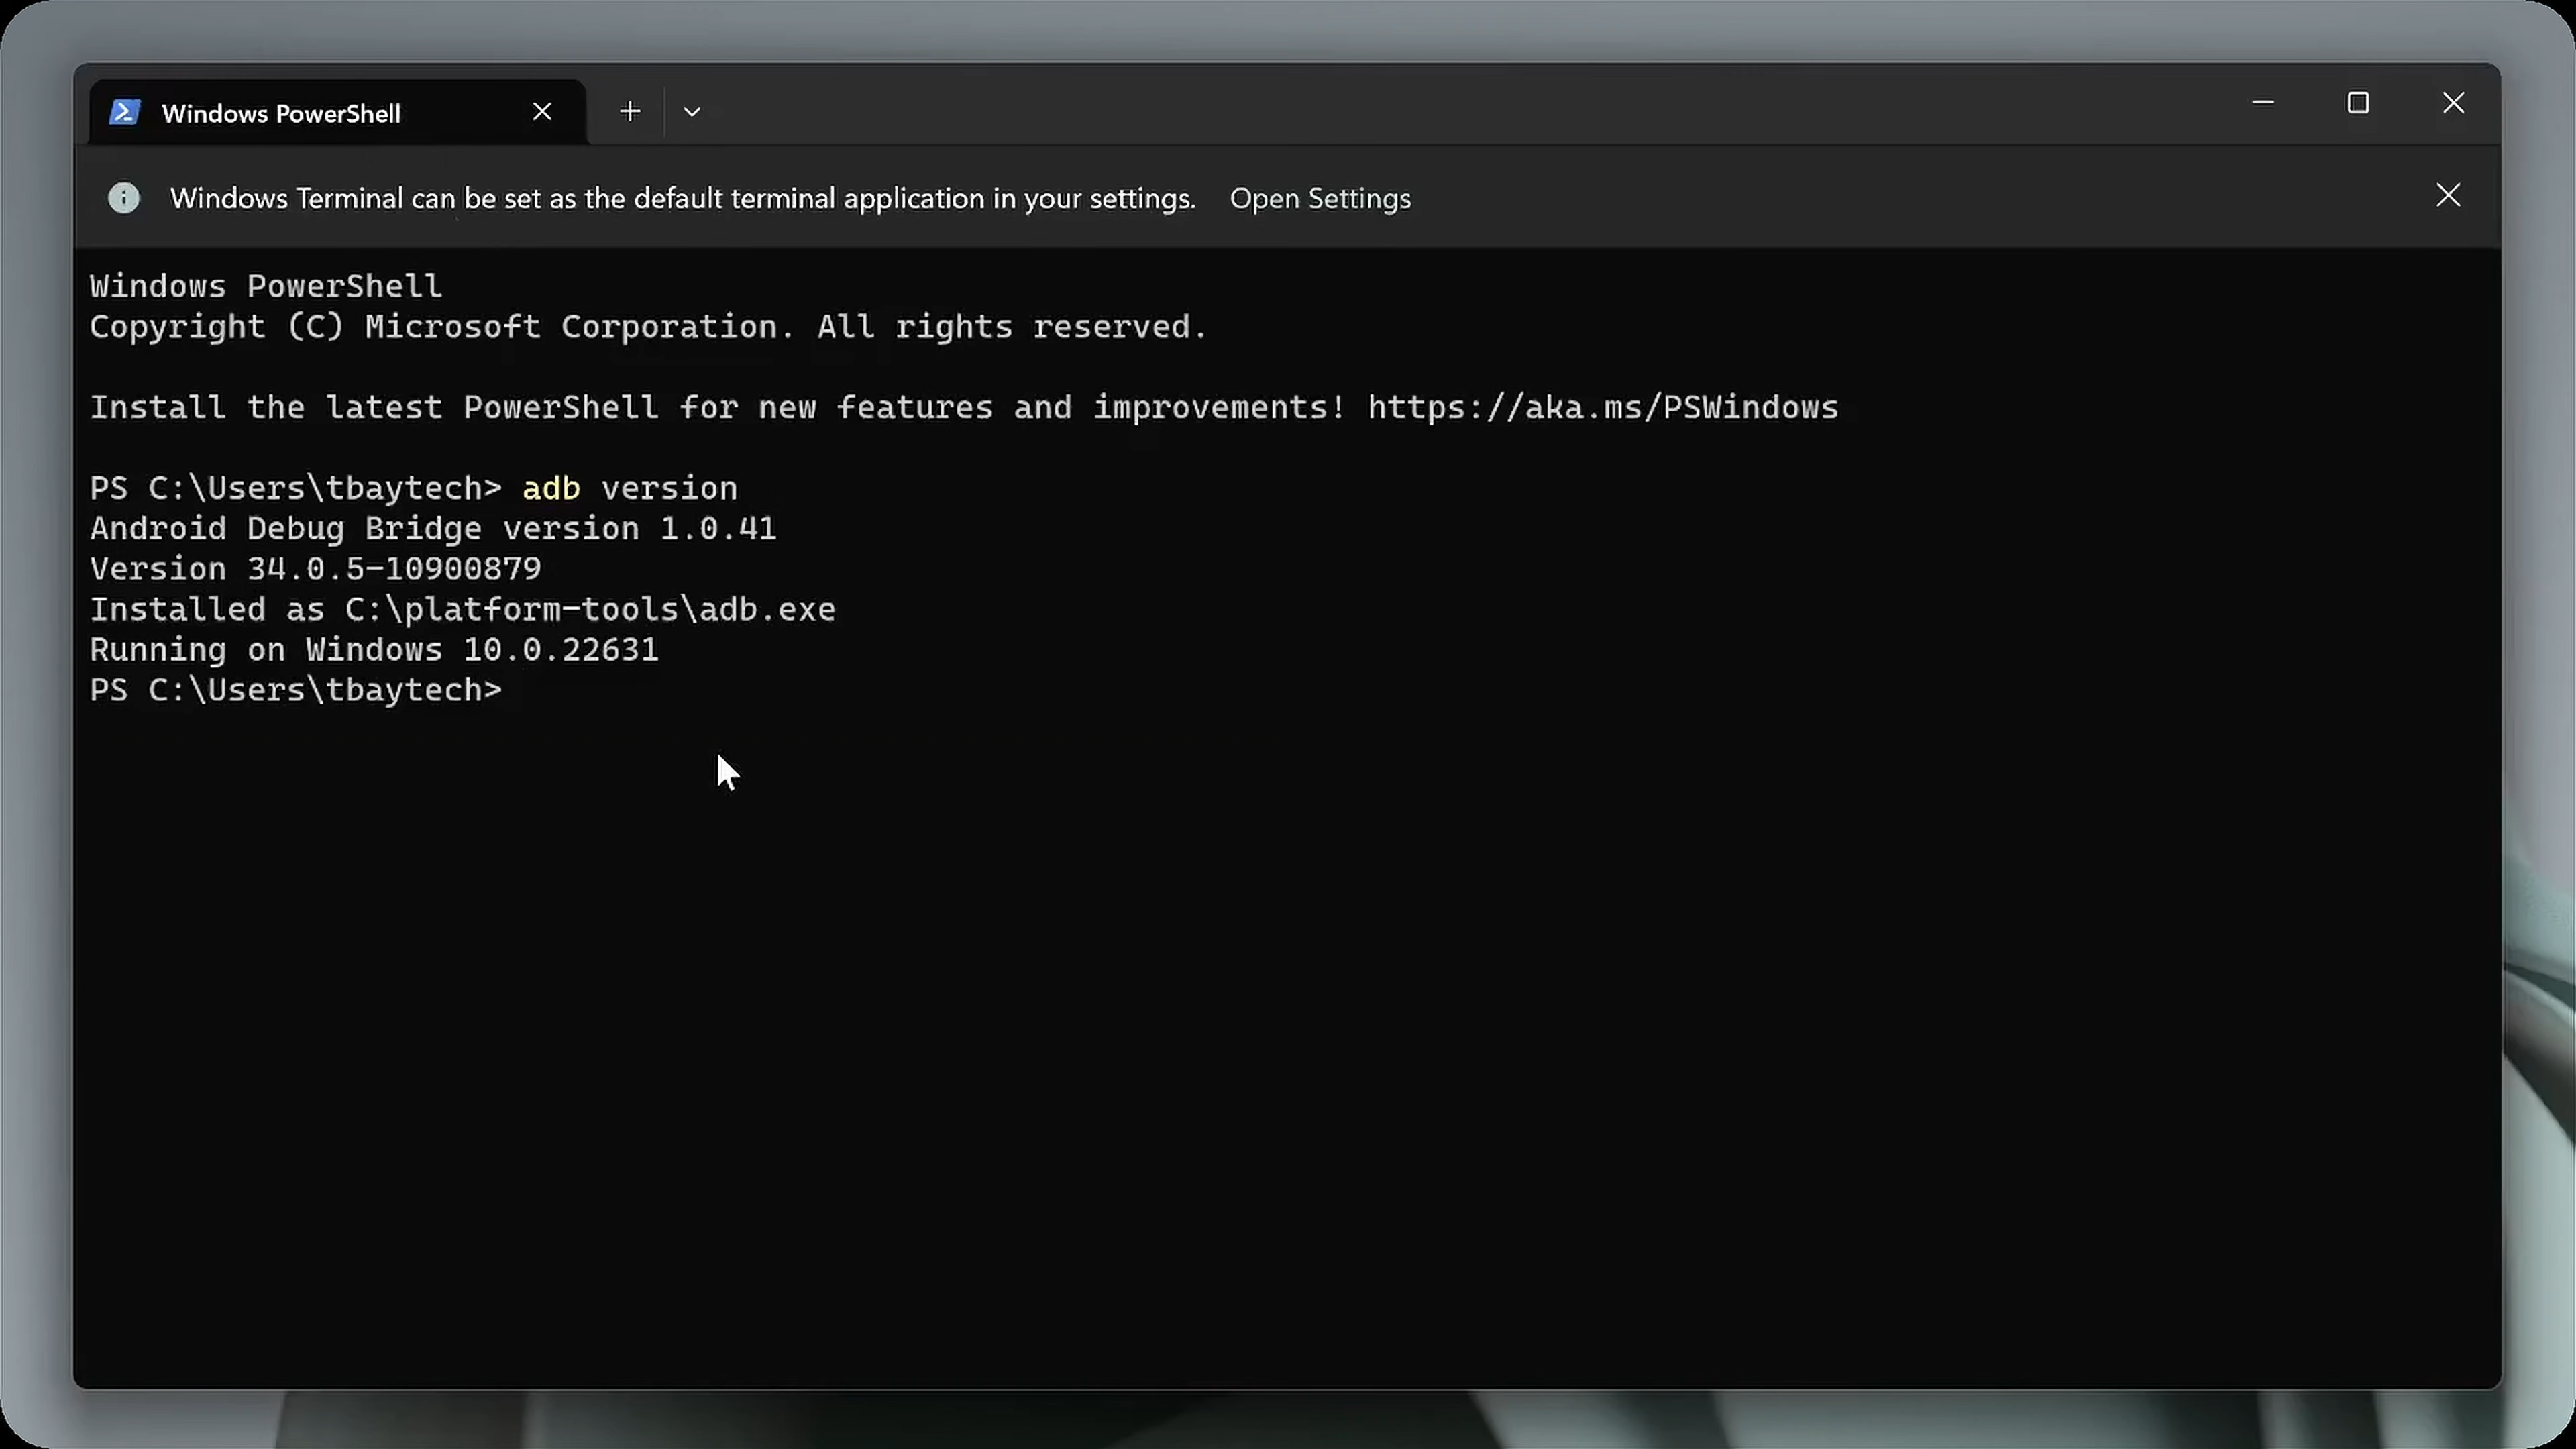 Windows PowerShell
Windows Terminal can be set as the default terminal application in your settings. Open Settings
Windows PowerShell
Copyright (C) Microsoft Corporation. All rights reserved.
Install the latest PowerShell for new features and improvements! https://aka.ms/PSWindows
PS C:\Users\tbaytech> adb version
Android Debug Bridge version 1.0.41
Version 34.0.5-10900879
Installed as C:\platform-tools\adb.exe
Running on Windows 10.0.22631
PS C:\Users\tbaytech>